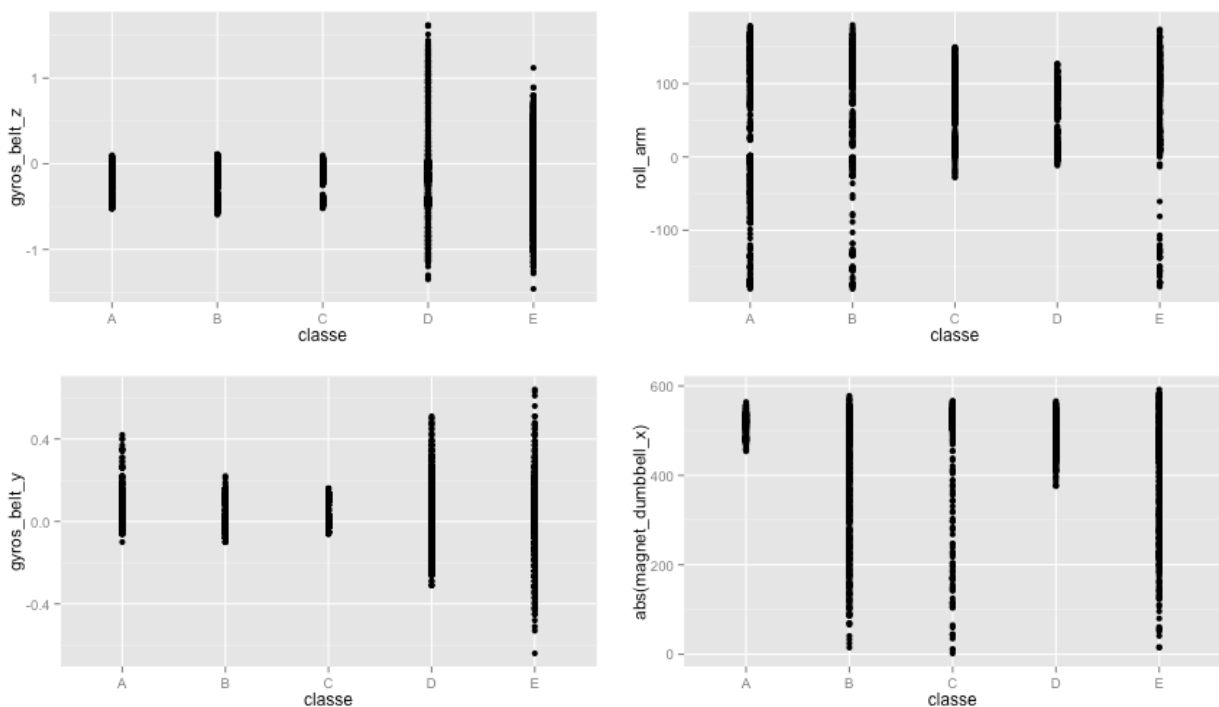 gyros_belt_z
1
0
-1
A B C D E
classe
roll_arm
100
0
-100
A B C D E
classe
gyros_belt_y
0.4
0.0
-0.4
A B C D E
classe
abs(magnet_dumbbell_x)
600
400
200
0
A B C D E
classe